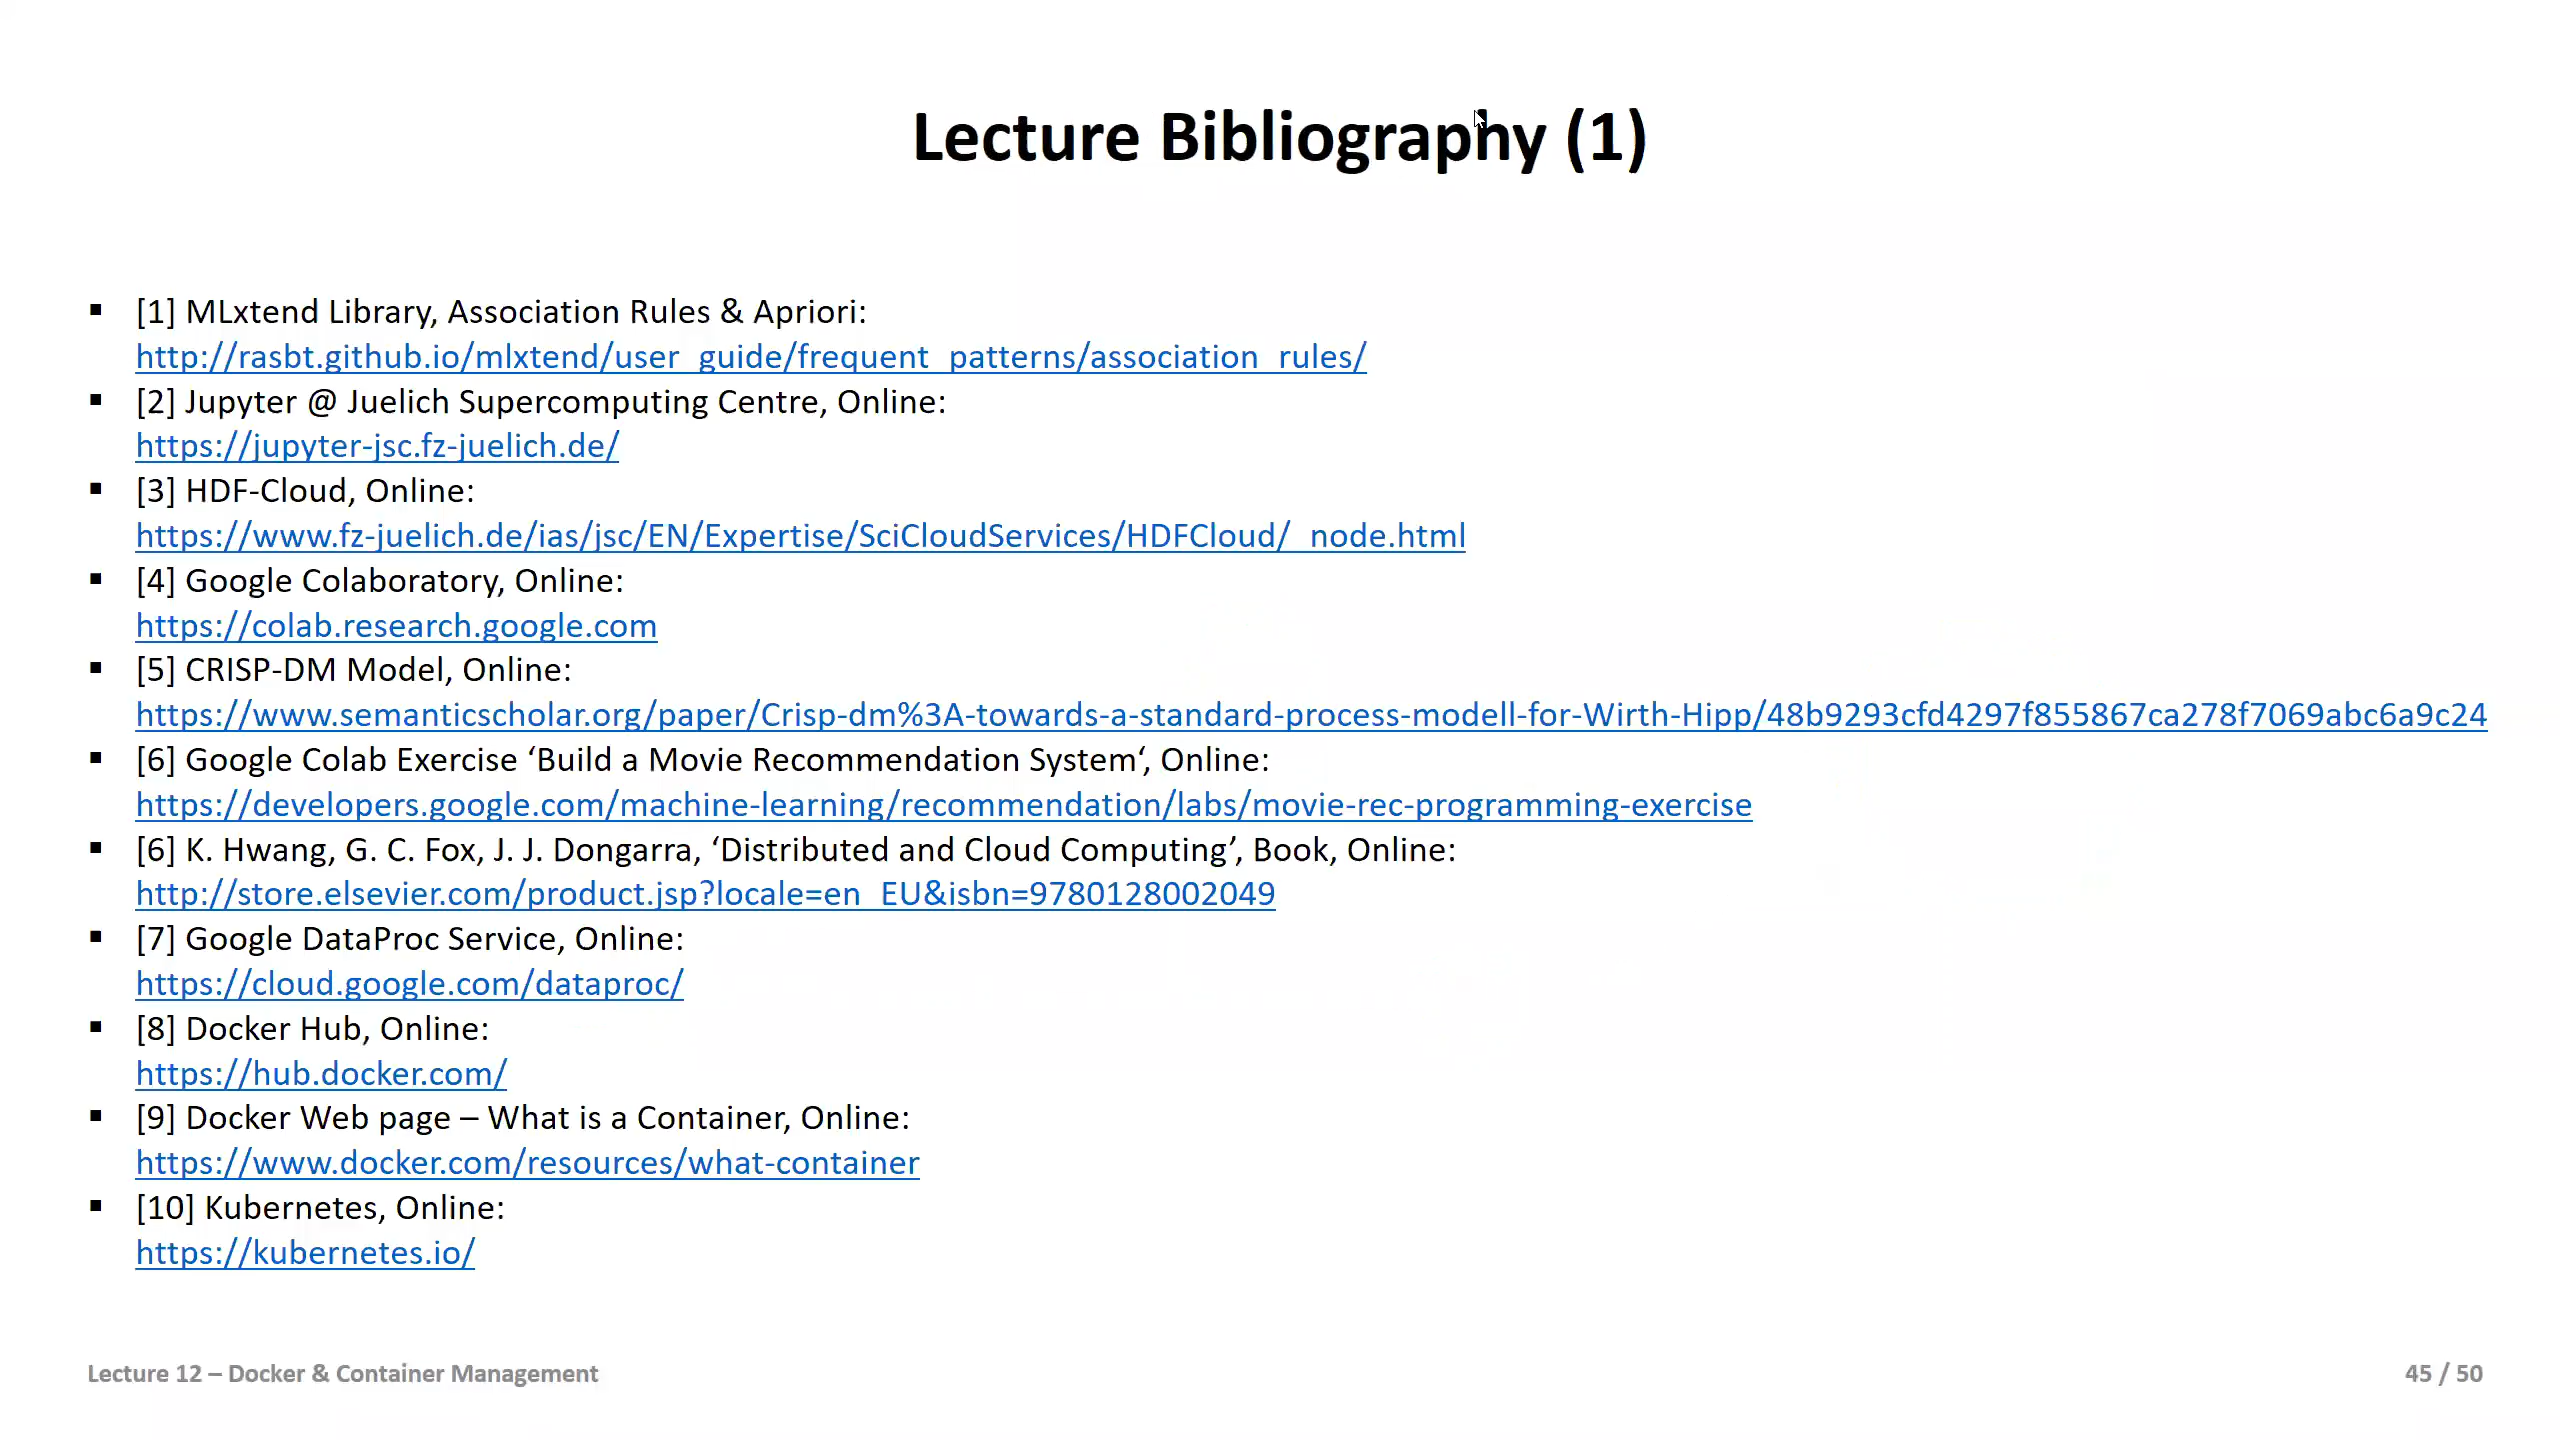 Lecture Bibliography (1)
▪ [1] MLxtend Library, Association Rules & Apriori:
http://rasbt.github.io/mlxtend/user_guide/frequent_patterns/association_rules/
▪ [2] Jupyter @ Juelich Supercomputing Centre, Online:
https://jupyter-jsc.fz-juelich.de/
▪ [3] HDF-Cloud, Online:
https://www.fz-juelich.de/ias/jsc/EN/Expertise/SciCloudServices/HDFCloud/_node.html
▪ [4] Google Colaboratory, Online:
https://colab.research.google.com
▪ [5] CRISP-DM Model, Online:
https://www.semanticscholar.org/paper/Crisp-dm%3A-towards-a-standard-process-modell-for-Wirth-Hipp/48b9293cfd4297f855867ca278f7069abc6a9c24
▪ [6] Google Colab Exercise ‘Build a Movie Recommendation System‘, Online:
https://developers.google.com/machine-learning/recommendation/labs/movie-rec-programming-exercise
▪ [6] K. Hwang, G. C. Fox, J. J. Dongarra, ‘Distributed and Cloud Computing’, Book, Online:
http://store.elsevier.com/product.jsp?locale=en_EU&isbn=9780128002049
▪ [7] Google DataProc Service, Online:
https://cloud.google.com/dataproc/
▪ [8] Docker Hub, Online:
https://hub.docker.com/
▪ [9] Docker Web page – What is a Container, Online:
https://www.docker.com/resources/what-container
▪ [10] Kubernetes, Online:
https://kubernetes.io/
Lecture 12 – Docker & Container Management
45 / 50